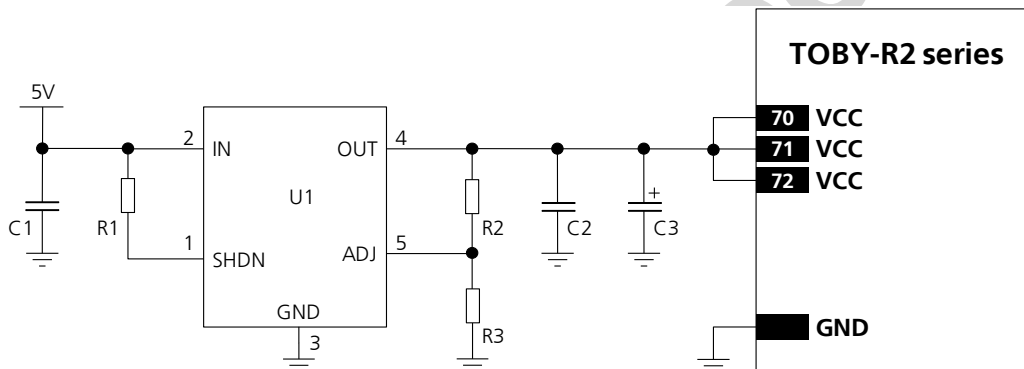 TOBY-R2 series
5V
70 VCC
2 IN
OUT 4
71 VCC
72 VCC
U1
C1
R1
R2
C2
+
C3
1 SHDN
ADJ 5
GND
3
R3
GND